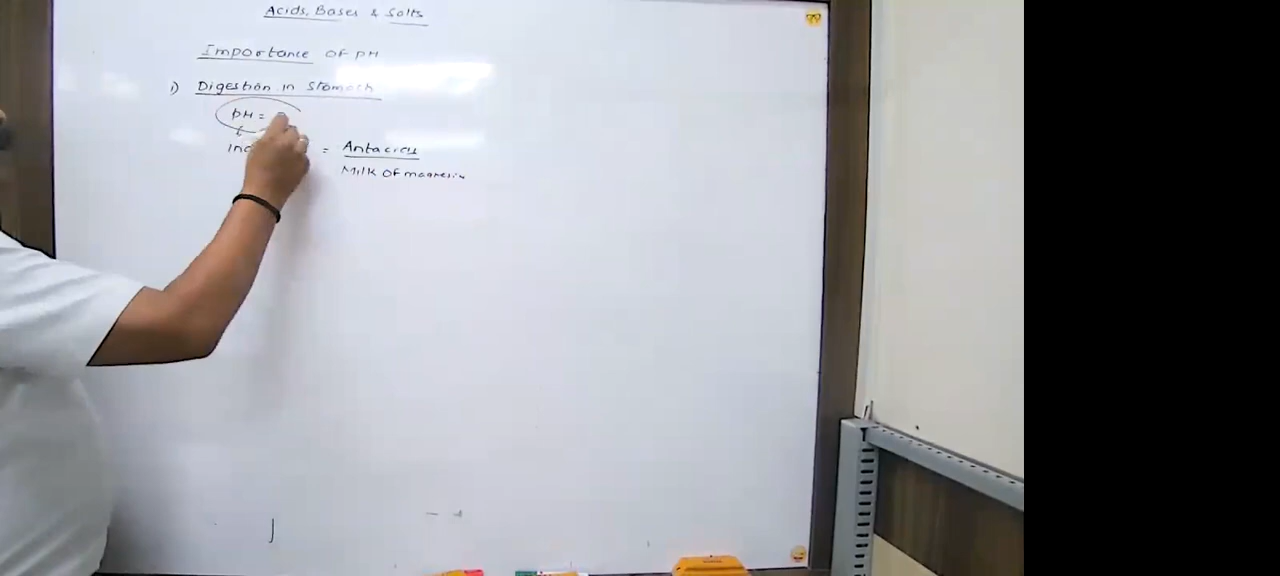 Acids, Bases & Salts
Importance of pH
1) Digestion in Stomach
pH =
= Antacids
Milk of magnesia